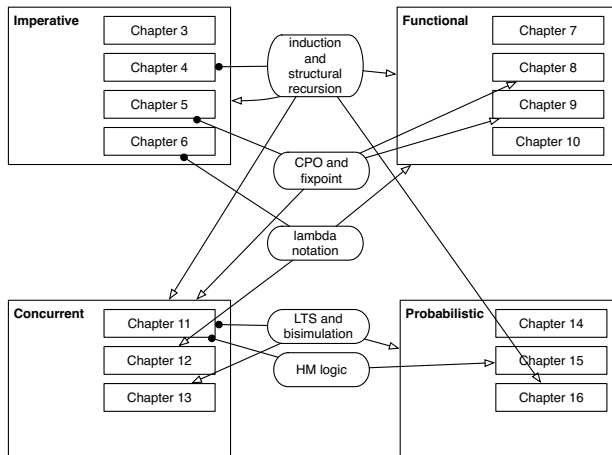 Imperative
Chapter 3
Chapter 4
Chapter 5
Chapter 6
induction
and
structural
recursion
Functional
Chapter 7
Chapter 8
Chapter 9
Chapter 10
CPO and
fixpoint
lambda
notation
Concurrent
Chapter 11
Chapter 12
Chapter 13
LTS and
bisimulation
HM logic
Probabilistic
Chapter 14
Chapter 15
Chapter 16